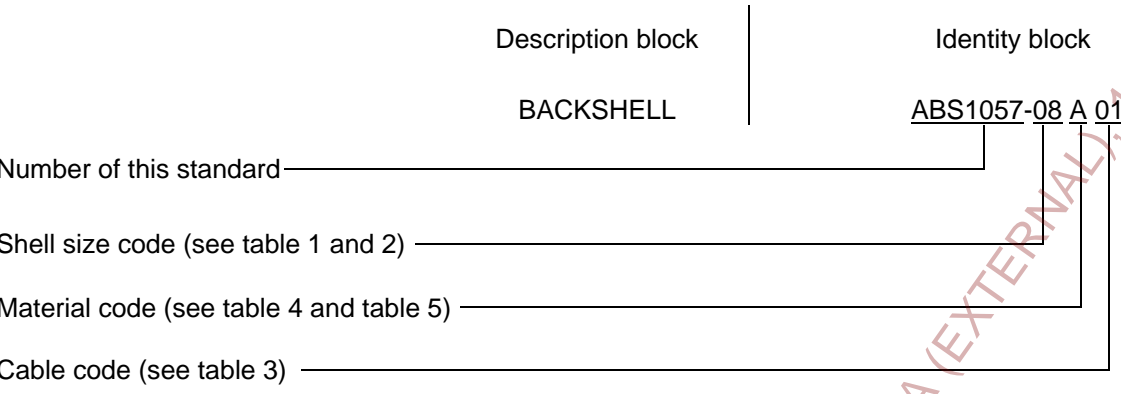 Description block Identity block
BACKSHELL ABS1057-08 A 01
Number of this standard
Shell size code (see table 1 and 2)
Material code (see table 4 and table 5)
Cable code (see table 3)
(EXTERNAL),